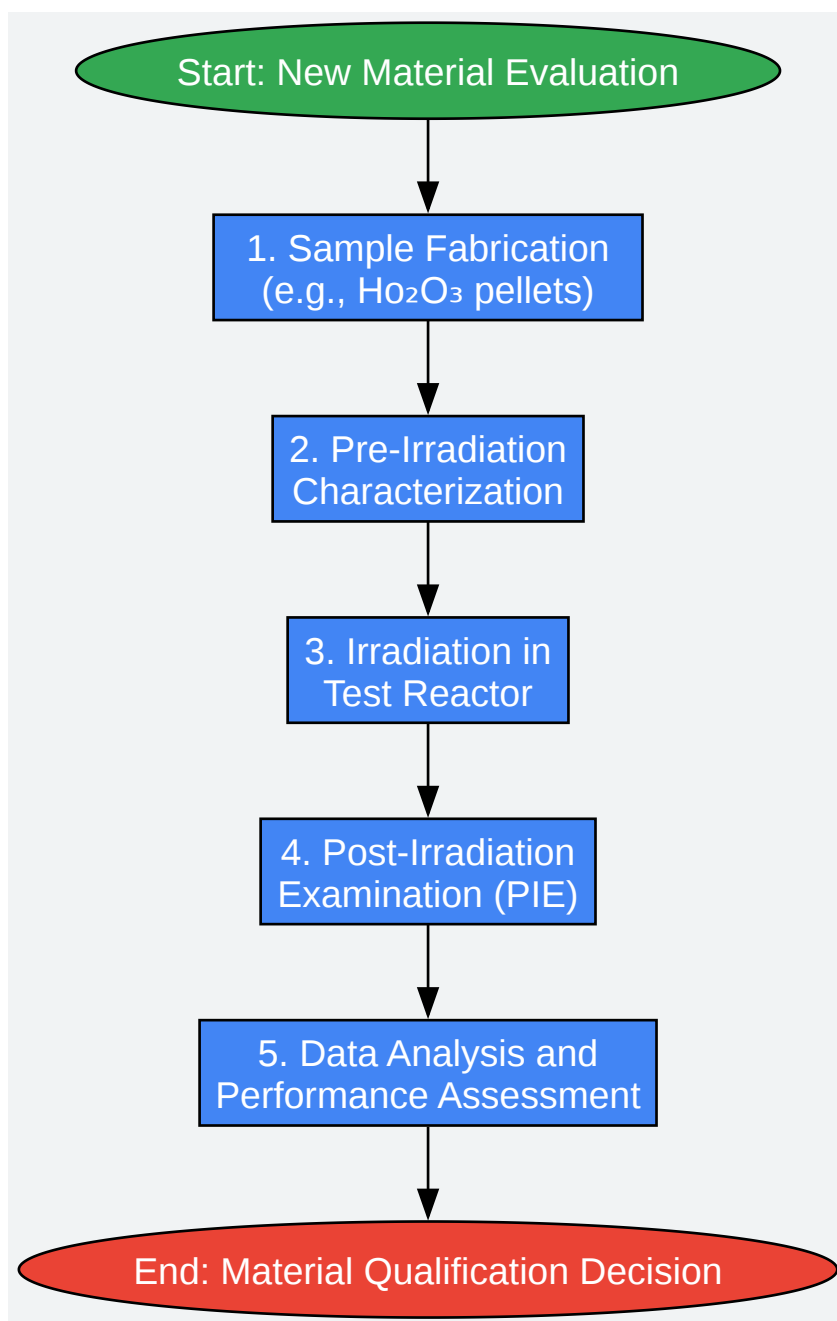 Start: New Material Evaluation
1. Sample Fabrication
(e.g., Ho₂O₃ pellets)
2. Pre-Irradiation
Characterization
3. Irradiation in
Test Reactor
4. Post-Irradiation
Examination (PIE)
5. Data Analysis and
Performance Assessment
End: Material Qualification Decision